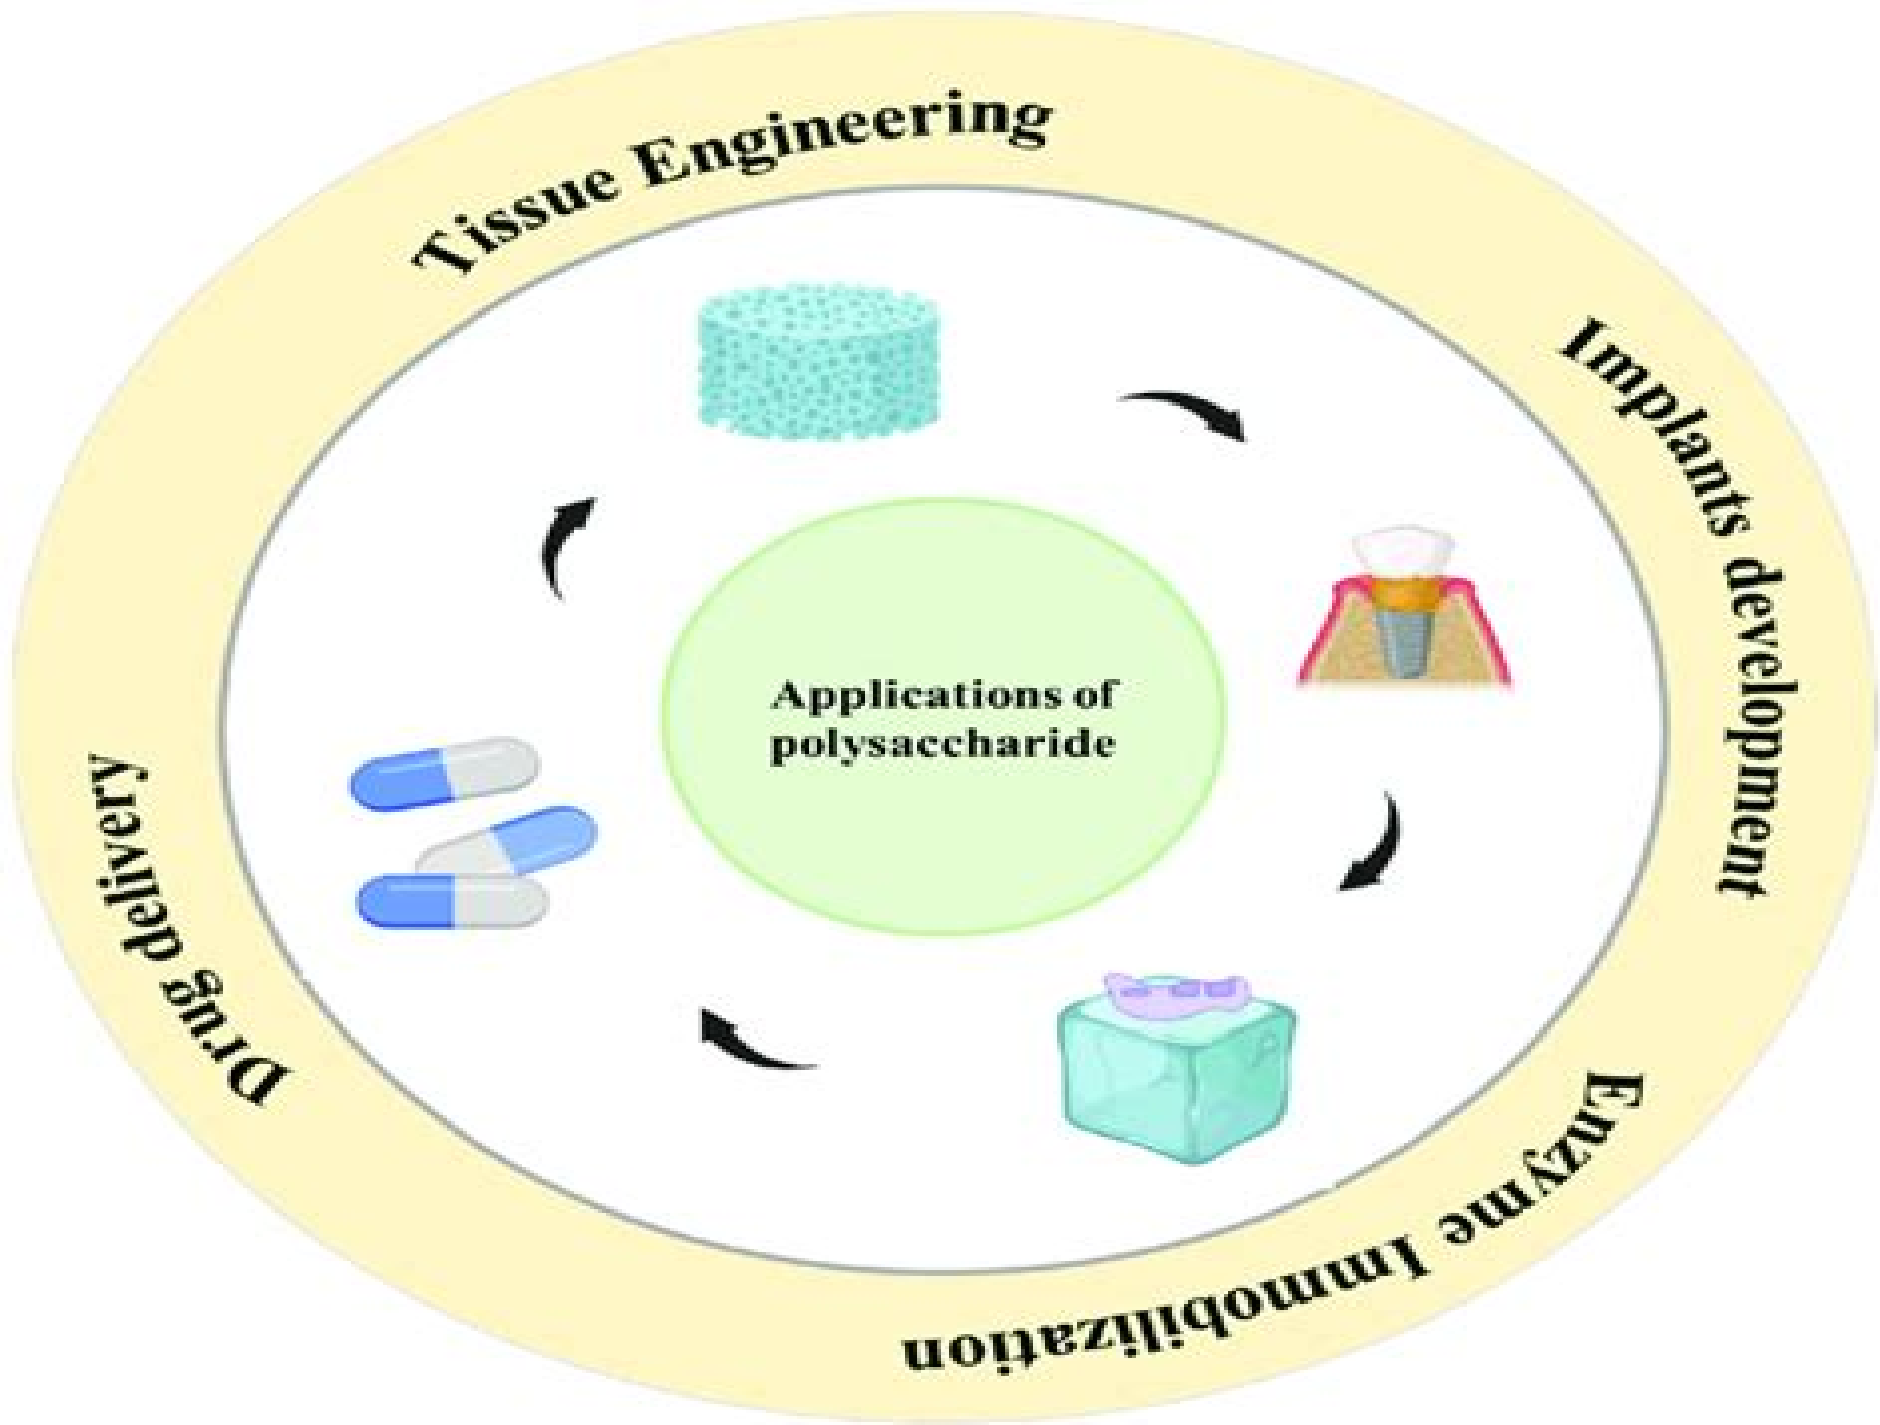 Tissue Engineering
Implants development
Enzyme Immobilization
Drug delivery
Applications of
polysaccharide